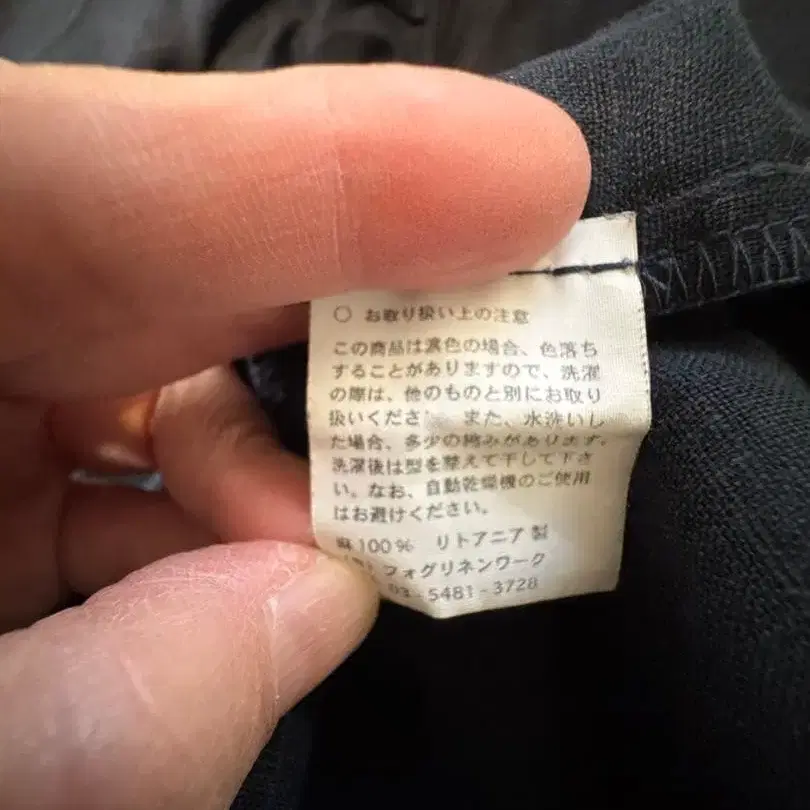 ○ お取り扱い上の注意
この商品は濃色の場合、色落ち
することがありますので、洗濯
の際は、他のものと別にお取り
扱いくださ また、水洗いし
た場合、多少の縮みがあります。
洗濯後は型を整えて干して下さ
い。なお、自動乾燥機のご使用
はお避けください。
麻100% リトアニア製
フォグリネンワーク
03-5481-3728